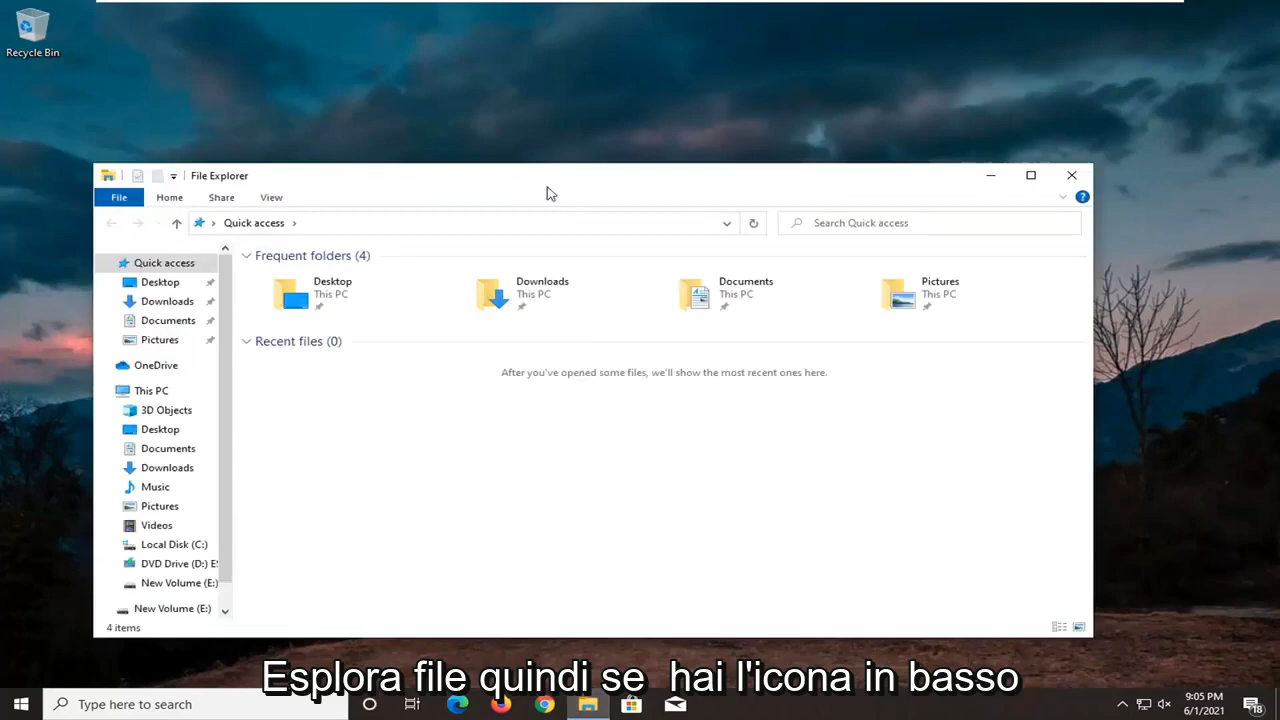 Recycle Bin
File Explorer
File Home Share View
Quick access
Search Quick access
Quick access
Desktop
Downloads
Documents
Pictures
OneDrive
This PC
3D Objects
Desktop
Documents
Downloads
Music
Pictures
Videos
Local Disk (C:)
DVD Drive (D:) E
New Volume (E:)
New Volume (E:)
Frequent folders (4)
Desktop
This PC
Downloads
This PC
Documents
This PC
Pictures
This PC
Recent files (0)
After you've opened some files, we'll show the most recent ones here.
4 items
Esplora file quindi se hai l'icona in basso
Type here to search
9:05 PM
6/1/2021
18